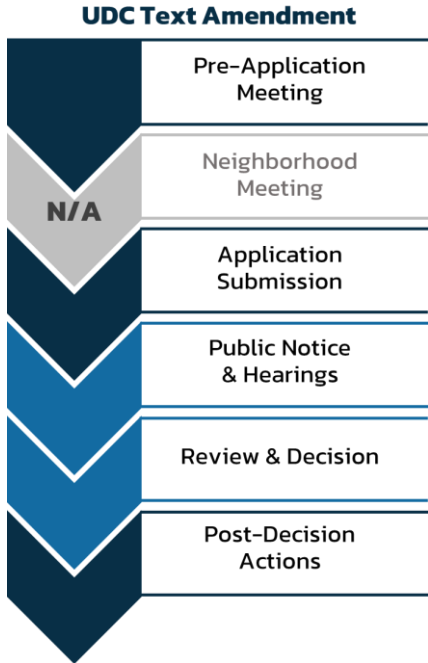 UDC Text Amendment
Pre-Application
Meeting
Neighborhood
Meeting
N/A
Application
Submission
Public Notice
& Hearings
Review & Decision
Post-Decision
Actions